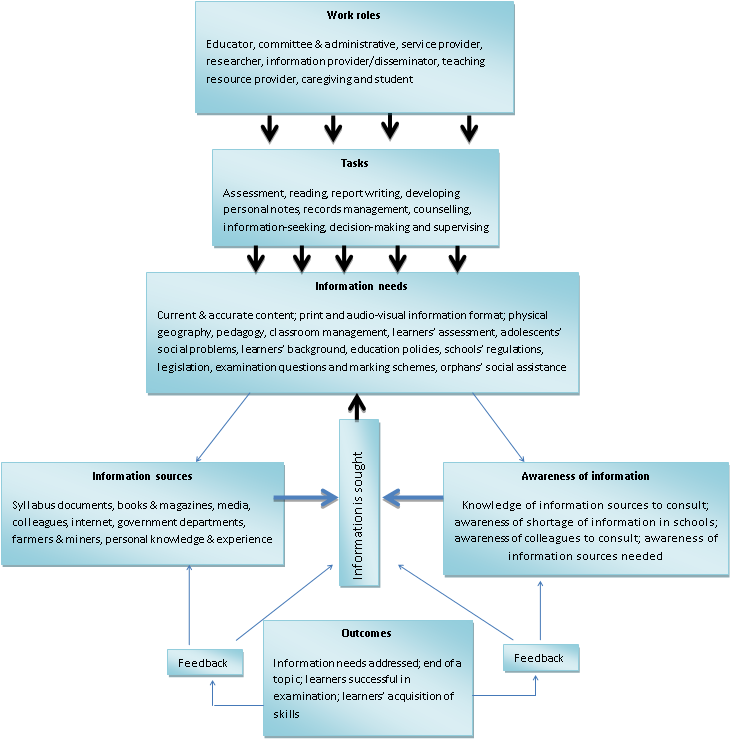 Work roles
Educator, committee & administrative, service provider,
researcher, information provider/disseminator, teaching
resource provider, caregiving and student
Tasks
Assessment, reading, report writing, developing
personal notes, records management, counselling,
information-seeking, decision-making and supervising
Information needs
Current & accurate content; print and audio-visual information format; physical
geography, pedagogy, classroom management, learners' assessment, adolescents'
social problems, learners' background, education policies, schools' regulations,
legislation, examination questions and marking schemes, orphans' social assistance
Information sources
Syllabus documents, books & magazines, media,
colleagues, internet, government departments,
farmers & miners, personal knowledge & experience
Information is sought
Awareness of information
Knowledge of information sources to consult;
awareness of shortage of information in schools;
awareness of colleagues to consult; awareness of
information sources needed
Feedback
Outcomes
Information needs addressed; end of a
topic; learners successful in
examination; learners' acquisition of
skills
Feedback